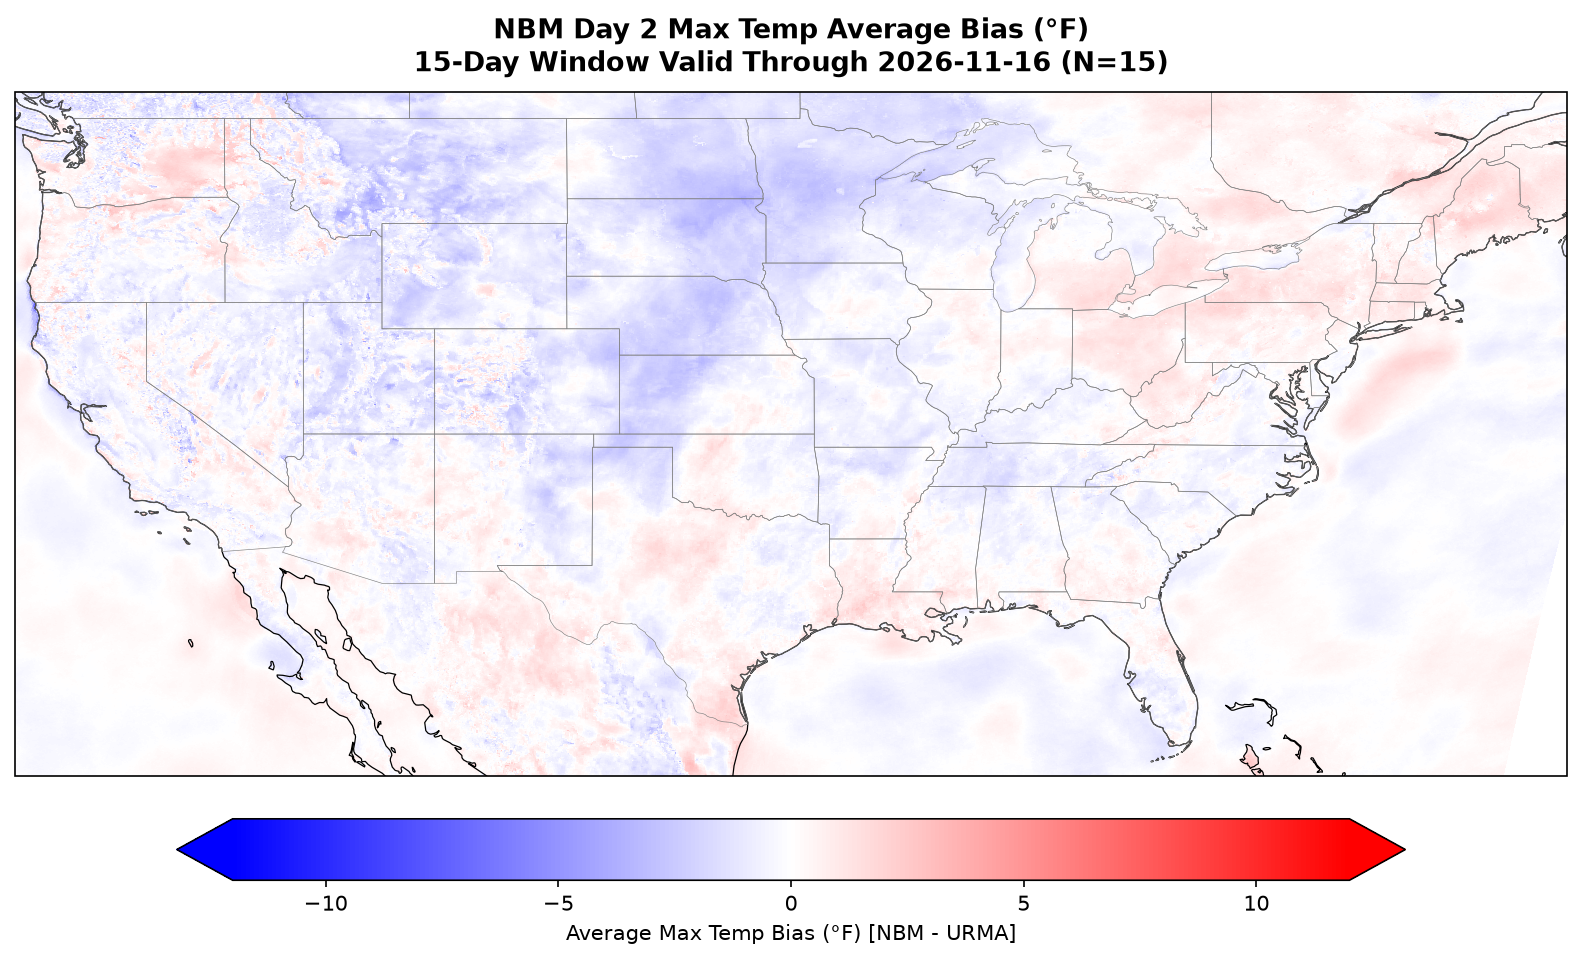 NBM Day 2 Max Temp Average Bias (°F)
15-Day Window Valid Through 2026-11-16 (N=15)
−10 −5 0 5 10
Average Max Temp Bias (°F) [NBM - URMA]